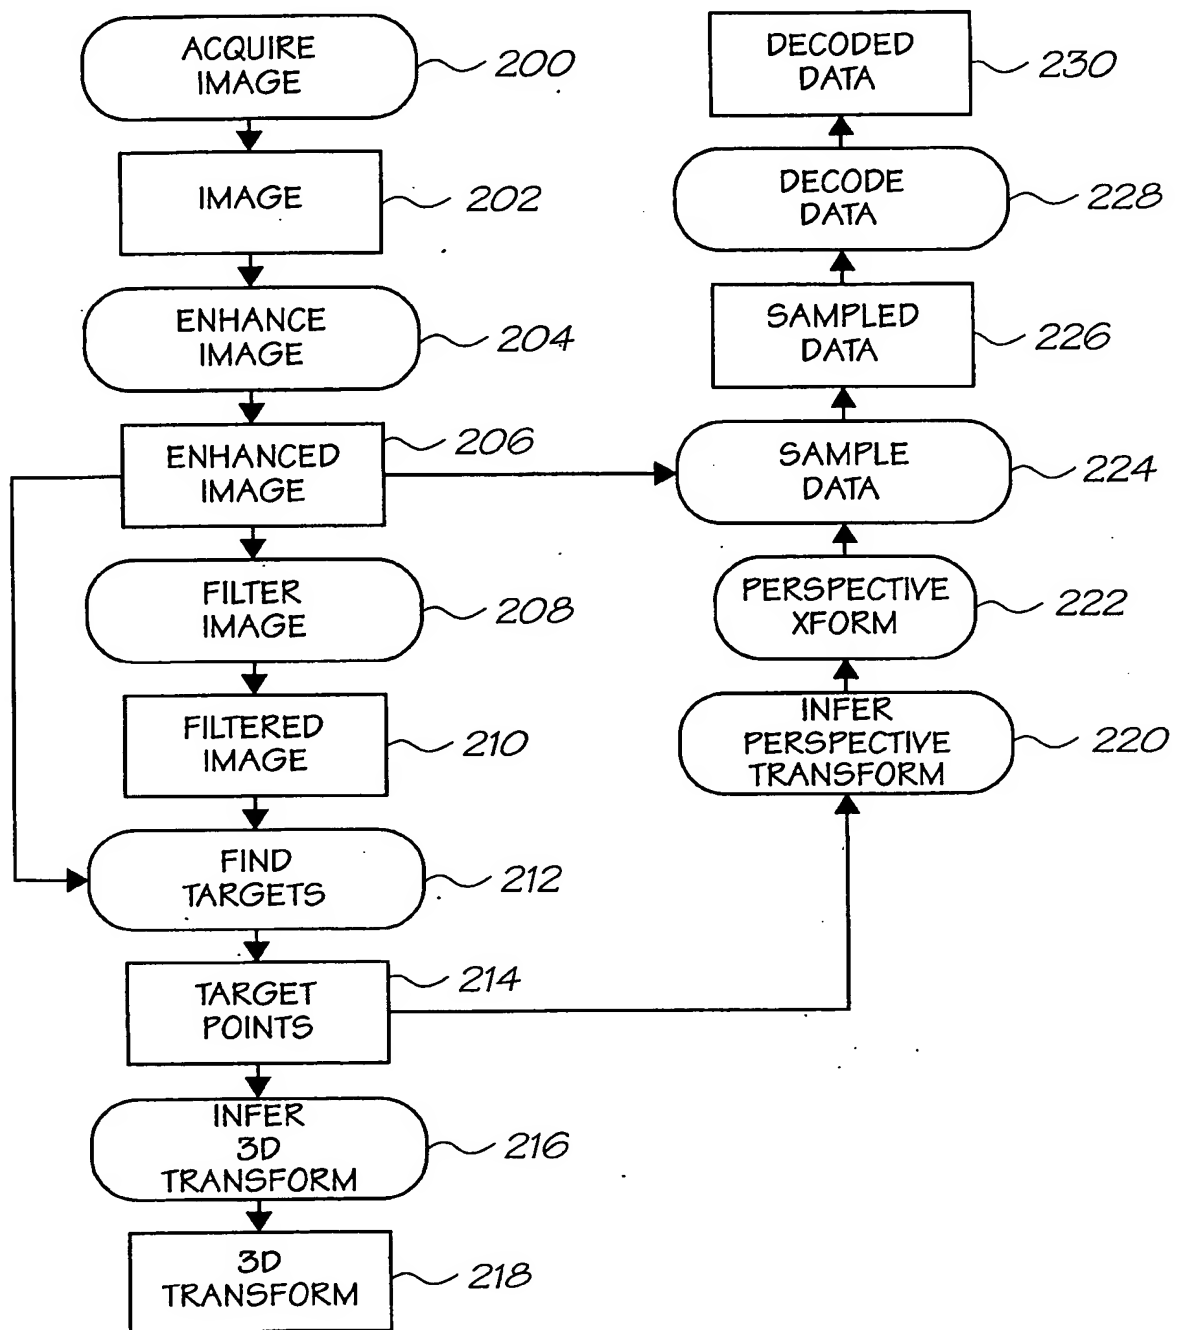 ACQUIRE
IMAGE
200
IMAGE
202
ENHANCE
IMAGE
204
ENHANCED
IMAGE
206
FILTER
IMAGE
208
FILTERED
IMAGE
210
FIND
TARGETS
212
TARGET
POINTS
214
INFER
3D
TRANSFORM
216
3D
TRANSFORM
218
DECODED
DATA
230
DECODE
DATA
228
SAMPLED
DATA
226
SAMPLE
DATA
224
PERSPECTIVE
XFORM
222
INFER
PERSPECTIVE
TRANSFORM
220